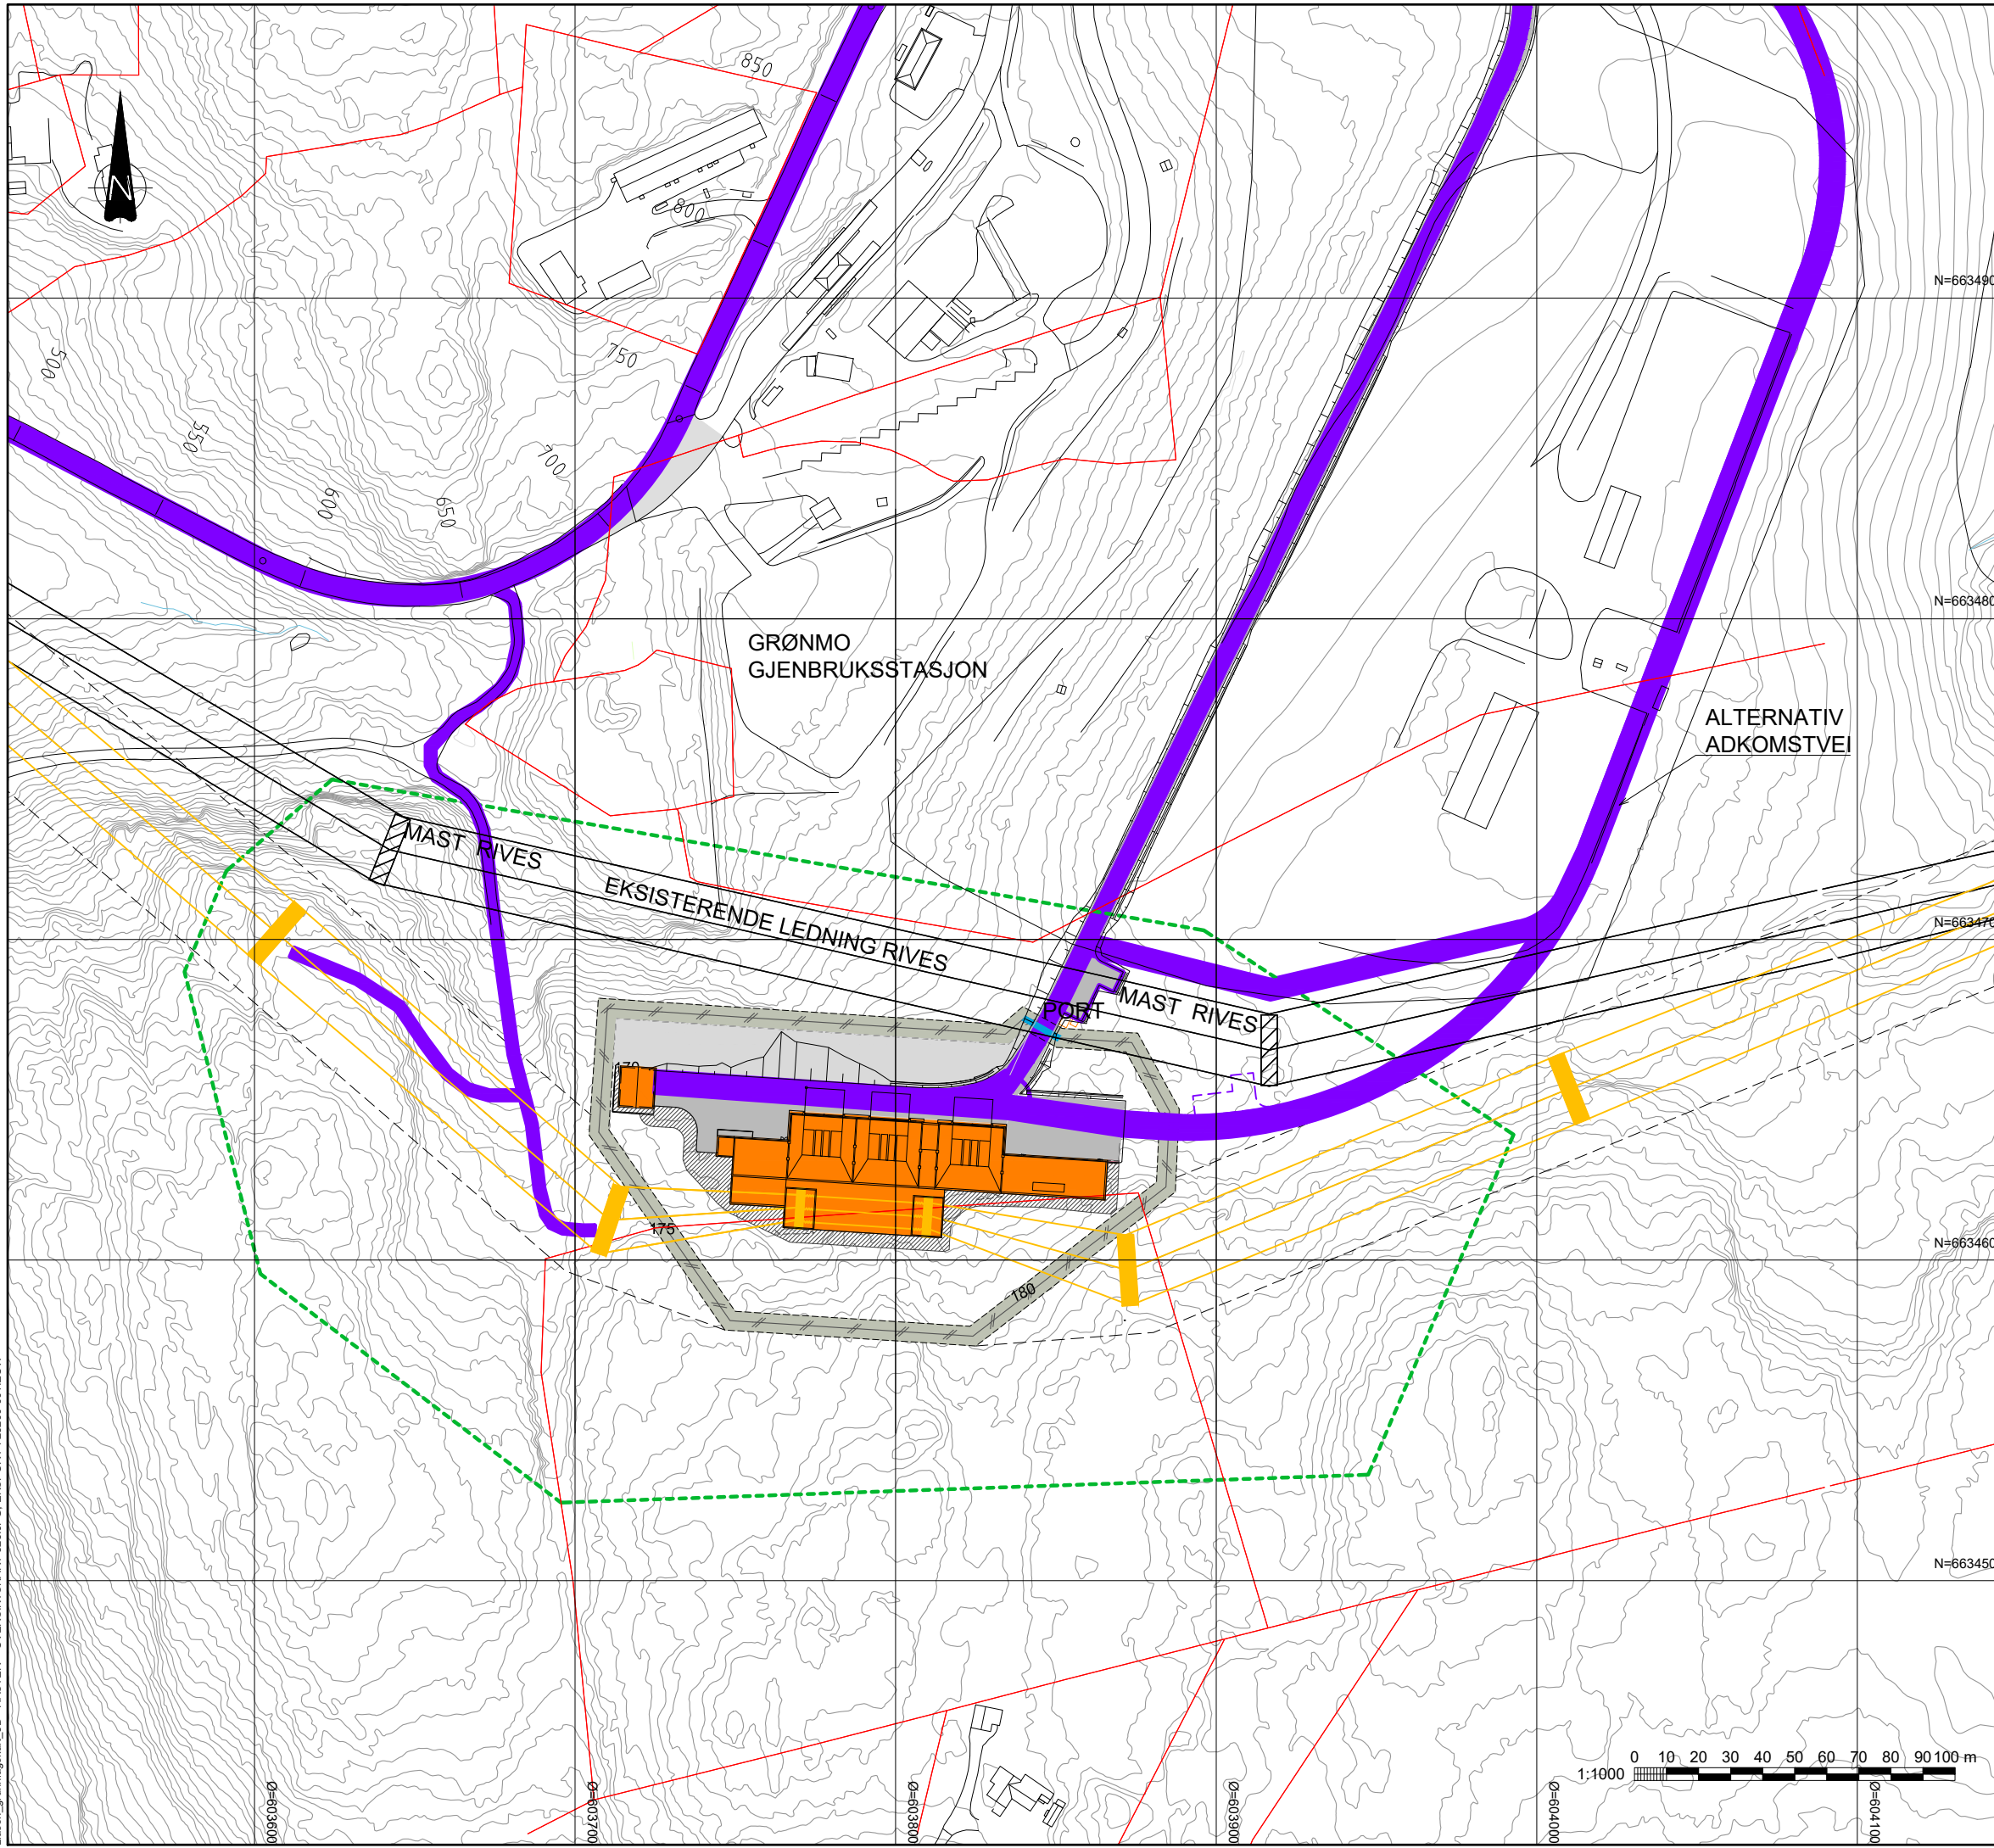 850
N
800
N=663490
750
500
550
700
600
650
N=663480
GRØNMO
GJENBRUKSSTASJON
ALTERNATIV
ADKOMSTVEI
MAST RIVES
EKSISTERENDE LEDNING RIVES
N=663470
MAST RIVES
PORT
175
N=663460
180
N=663450
0 10 20 30 40 50 60 70 80 90 100 m
1:1000
Ø=603600
Ø=603700
Ø=603800
Ø=603900
Ø=604000
Ø=604100